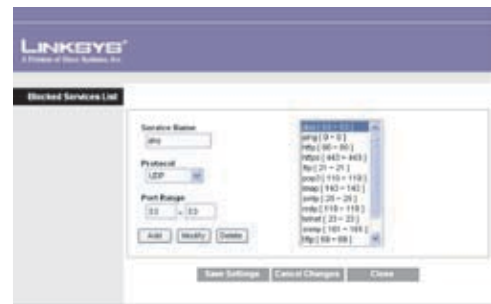 LINKSYS®
A Division of Cisco Systems, Inc.
Blocked Services List
Service Name
dns
Protocol
UDP
Port Range
53 ~ 53
Add Modify Delete
dns [ 53 ~ 53 ]
ping [ 0 ~ 0 ]
http [ 80 ~ 80 ]
https [ 443 ~ 443 ]
ftp [ 21 ~ 21 ]
pop3 [ 110 ~ 110 ]
imap [ 143 ~ 143 ]
smtp [ 25 ~ 25 ]
nntp [ 119 ~ 119 ]
telnet [ 23 ~ 23 ]
snmp [ 161 ~ 161 ]
tftp [ 69 ~ 69 ]
Save Settings Cancel Changes Close